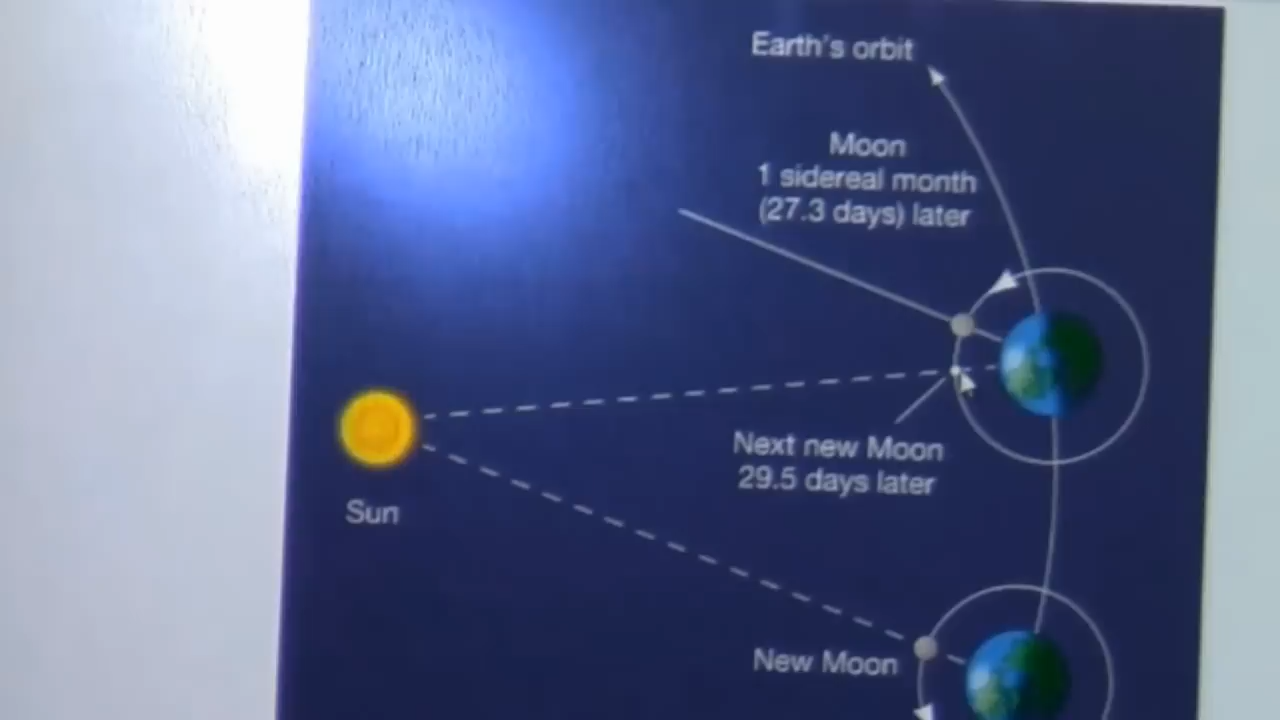 Earth's orbit
Moon
1 sidereal month
(27.3 days) later
Next new Moon
29.5 days later
Sun
New Moon